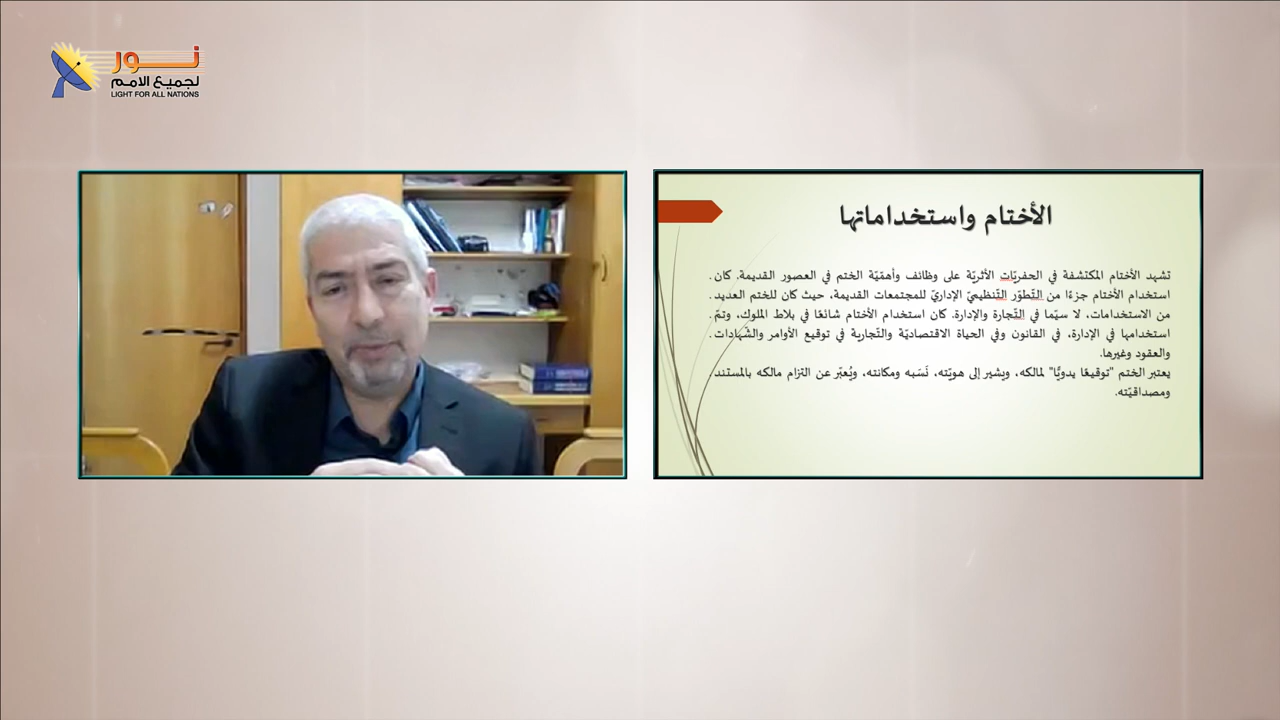 نور
لجميع الامم
LIGHT FOR ALL NATIONS
الأختام واستخداماتها
تشهد الأختام المكتشفة في الحفريّات الأثريّة على وظائف وأهمّيّة الختم في العصور القديمة. كان .
استخدام الأختام جزءًا من التّطوّر التّنظيميّ الإداريّ للمجتمعات القديمة، حيث كان للختم العديد .
من الاستخدامات، لا سيّما في التّجارة والإدارة. كان استخدام الأختام شائعًا في بلاط الملوك، وتمّ .
استخدامها في الإدارة، في القانون وفي الحياة الاقتصاديّة والتّجارية في توقيع الأوامر والشّهادات .
والعقود وغيرها.
يعتبر الختم "توقيعًا يدويًّا" لمالكه، ويشير إلى هويّته، نَسَبه ومكانته، ويُعبّر عن التزام مالكه بالمستند
ومصداقيّته.